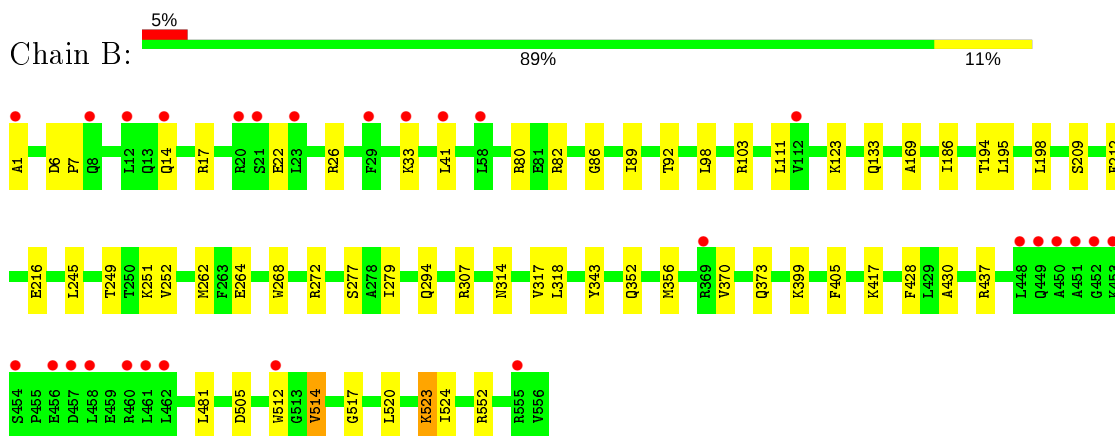 5%
Chain B:
89% 11%
A1 D6 P7 Q8 L12 Q13 Q14 R17 R20 S21 E22 L23 R26 F29 K33 L41 L58 R80 E81 R82 G86 I89 T92 L98 R103 L111 V112 K123 Q133 A169 I186 T194 L195 L198 S209
E216 L245 T249 T250 K251 V252 M262 F263 E264 W268 R272 S277 A278 I279 Q294 R307 N314 V317 L318 Y343 Q352 M356 R369 V370 Q373 K399 F405 K417 F428 L429 A430 R437 L448 Q449 A450 A451 G452 K453
S454 P455 E456 D457 L458 E459 R460 L461 L462 L481 D505 W512 G513 V514 G517 L520 K523 I524 R552 R555 V556